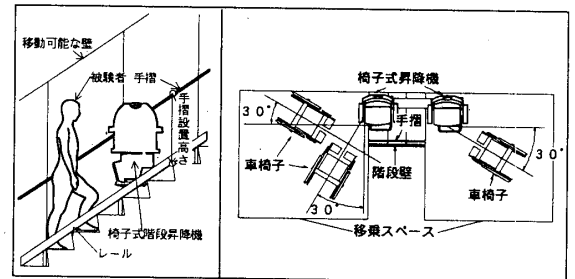 移動可能な壁
被験者
手摺
手摺設置高さ
椅子式階段昇降機
レール
椅子式昇降機
30°
手摺
30°
車椅子
階段壁
車椅子
30°
移乗スペース